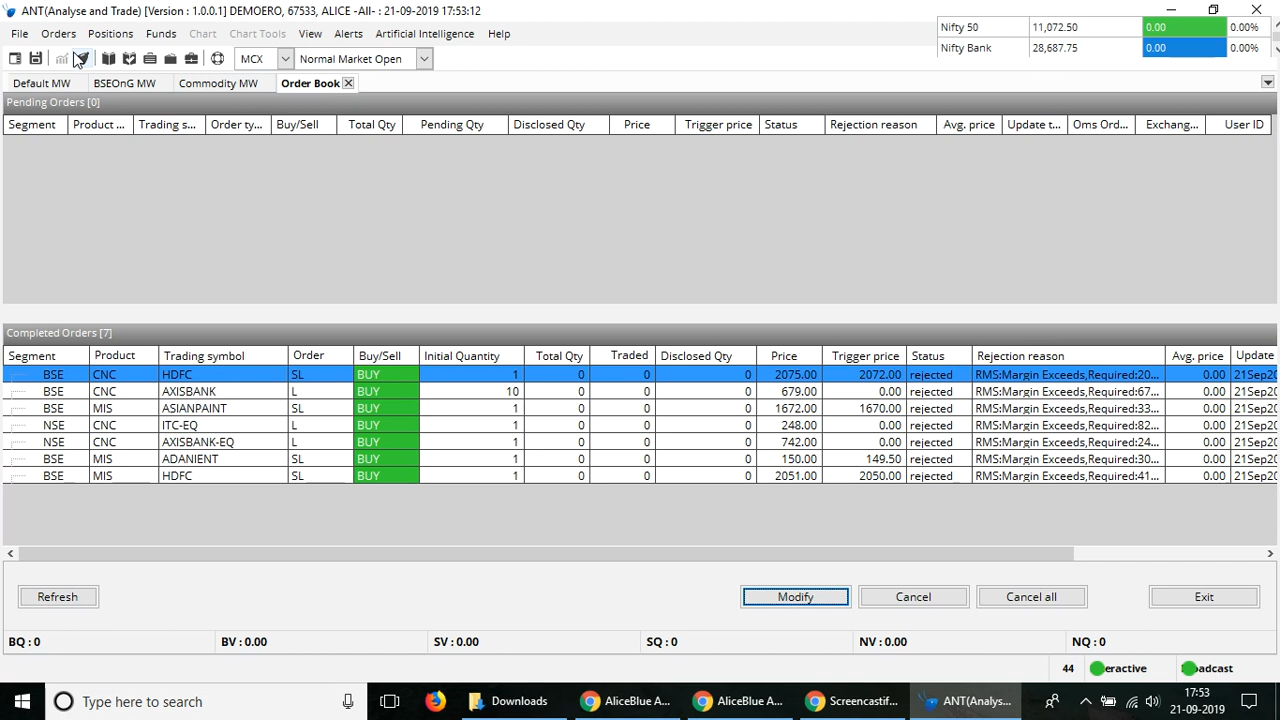 ANT(Analyse and Trade) [Version : 1.0.0.1] DEMOERO, 67533, ALICE -All- : 21-09-2019 17:53:12
File Orders Positions Funds Chart Chart Tools View Alerts Artificial Intelligence Help
Nifty 50 11,072.50 0.00 0.00%
Nifty Bank 28,687.75 0.00 0.00%
MCX Normal Market Open
Default MW BSEOnG MW Commodity MW Order Book
Pending Orders [0]
Segment Product ... Trading s... Order ty... Buy/Sell Total Qty Pending Qty Disclosed Qty Price Trigger price Status Rejection reason Avg. price Update t... Oms Ord... Exchang... User ID
Completed Orders [7]
Segment Product Trading symbol Order Buy/Sell Initial Quantity Total Qty Traded Disclosed Qty Price Trigger price Status Rejection reason Avg. price Update
BSE CNC HDFC SL BUY 1 0 0 0 2075.00 2072.00 rejected RMS:Margin Exceeds,Required:20... 0.00 21Sep20
BSE CNC AXISBANK L BUY 10 0 0 0 679.00 0.00 rejected RMS:Margin Exceeds,Required:67... 0.00 21Sep20
BSE MIS ASIANPAINT SL BUY 1 0 0 0 1672.00 1670.00 rejected RMS:Margin Exceeds,Required:33... 0.00 21Sep20
NSE CNC ITC-EQ L BUY 1 0 0 0 248.00 0.00 rejected RMS:Margin Exceeds,Required:82... 0.00 21Sep20
NSE CNC AXISBANK-EQ L BUY 1 0 0 0 742.00 0.00 rejected RMS:Margin Exceeds,Required:24... 0.00 21Sep20
BSE MIS ADANIENT SL BUY 1 0 0 0 150.00 149.50 rejected RMS:Margin Exceeds,Required:30... 0.00 21Sep20
BSE MIS HDFC SL BUY 1 0 0 0 2051.00 2050.00 rejected RMS:Margin Exceeds,Required:41... 0.00 21Sep20
Refresh Modify Cancel Cancel all Exit
BQ : 0 BV : 0.00 SV : 0.00 SQ : 0 NV : 0.00 NQ : 0
44 eractive adcast
Type here to search Downloads AliceBlue A... AliceBlue A... Screencastif... ANT(Analys... 17:53
21-09-2019